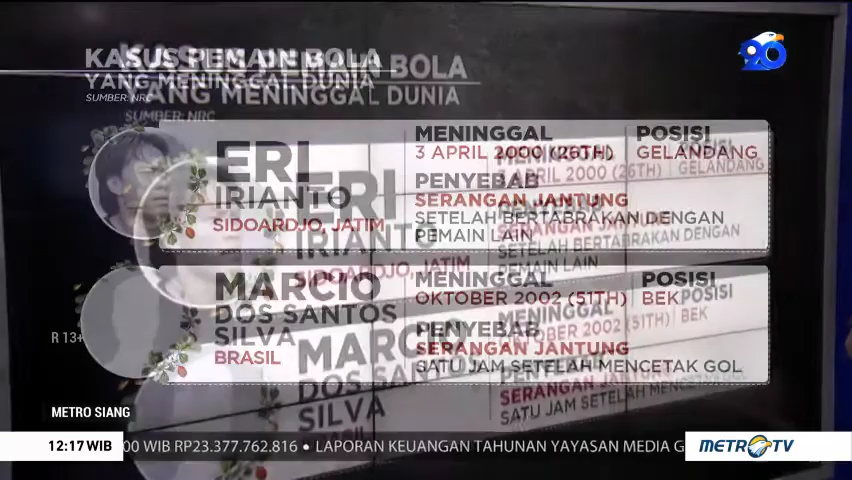 KASUS PEMAIN BOLA
YANG MENINGGAL DUNIA
SUMBER: NRC
20
ERI
IRIANTO
SIDOARDJO, JATIM
MENINGGAL
3 APRIL 2000 (26TH)
POSISI
GELANDANG
PENYEBAB
SERANGAN JANTUNG
SETELAH BERTABRAKAN DENGAN
PEMAIN LAIN
MARCIO
DOS SANTOS
SILVA
BRASIL
MENINGGAL
OKTOBER 2002 (51TH)
POSISI
BEK
PENYEBAB
SERANGAN JANTUNG
SATU JAM SETELAH MENCETAK GOL
R 13+
METRO SIANG
12:17 WIB
:00 WIB RP23.377.762.816 • LAPORAN KEUANGAN TAHUNAN YAYASAN MEDIA G
METRO TV